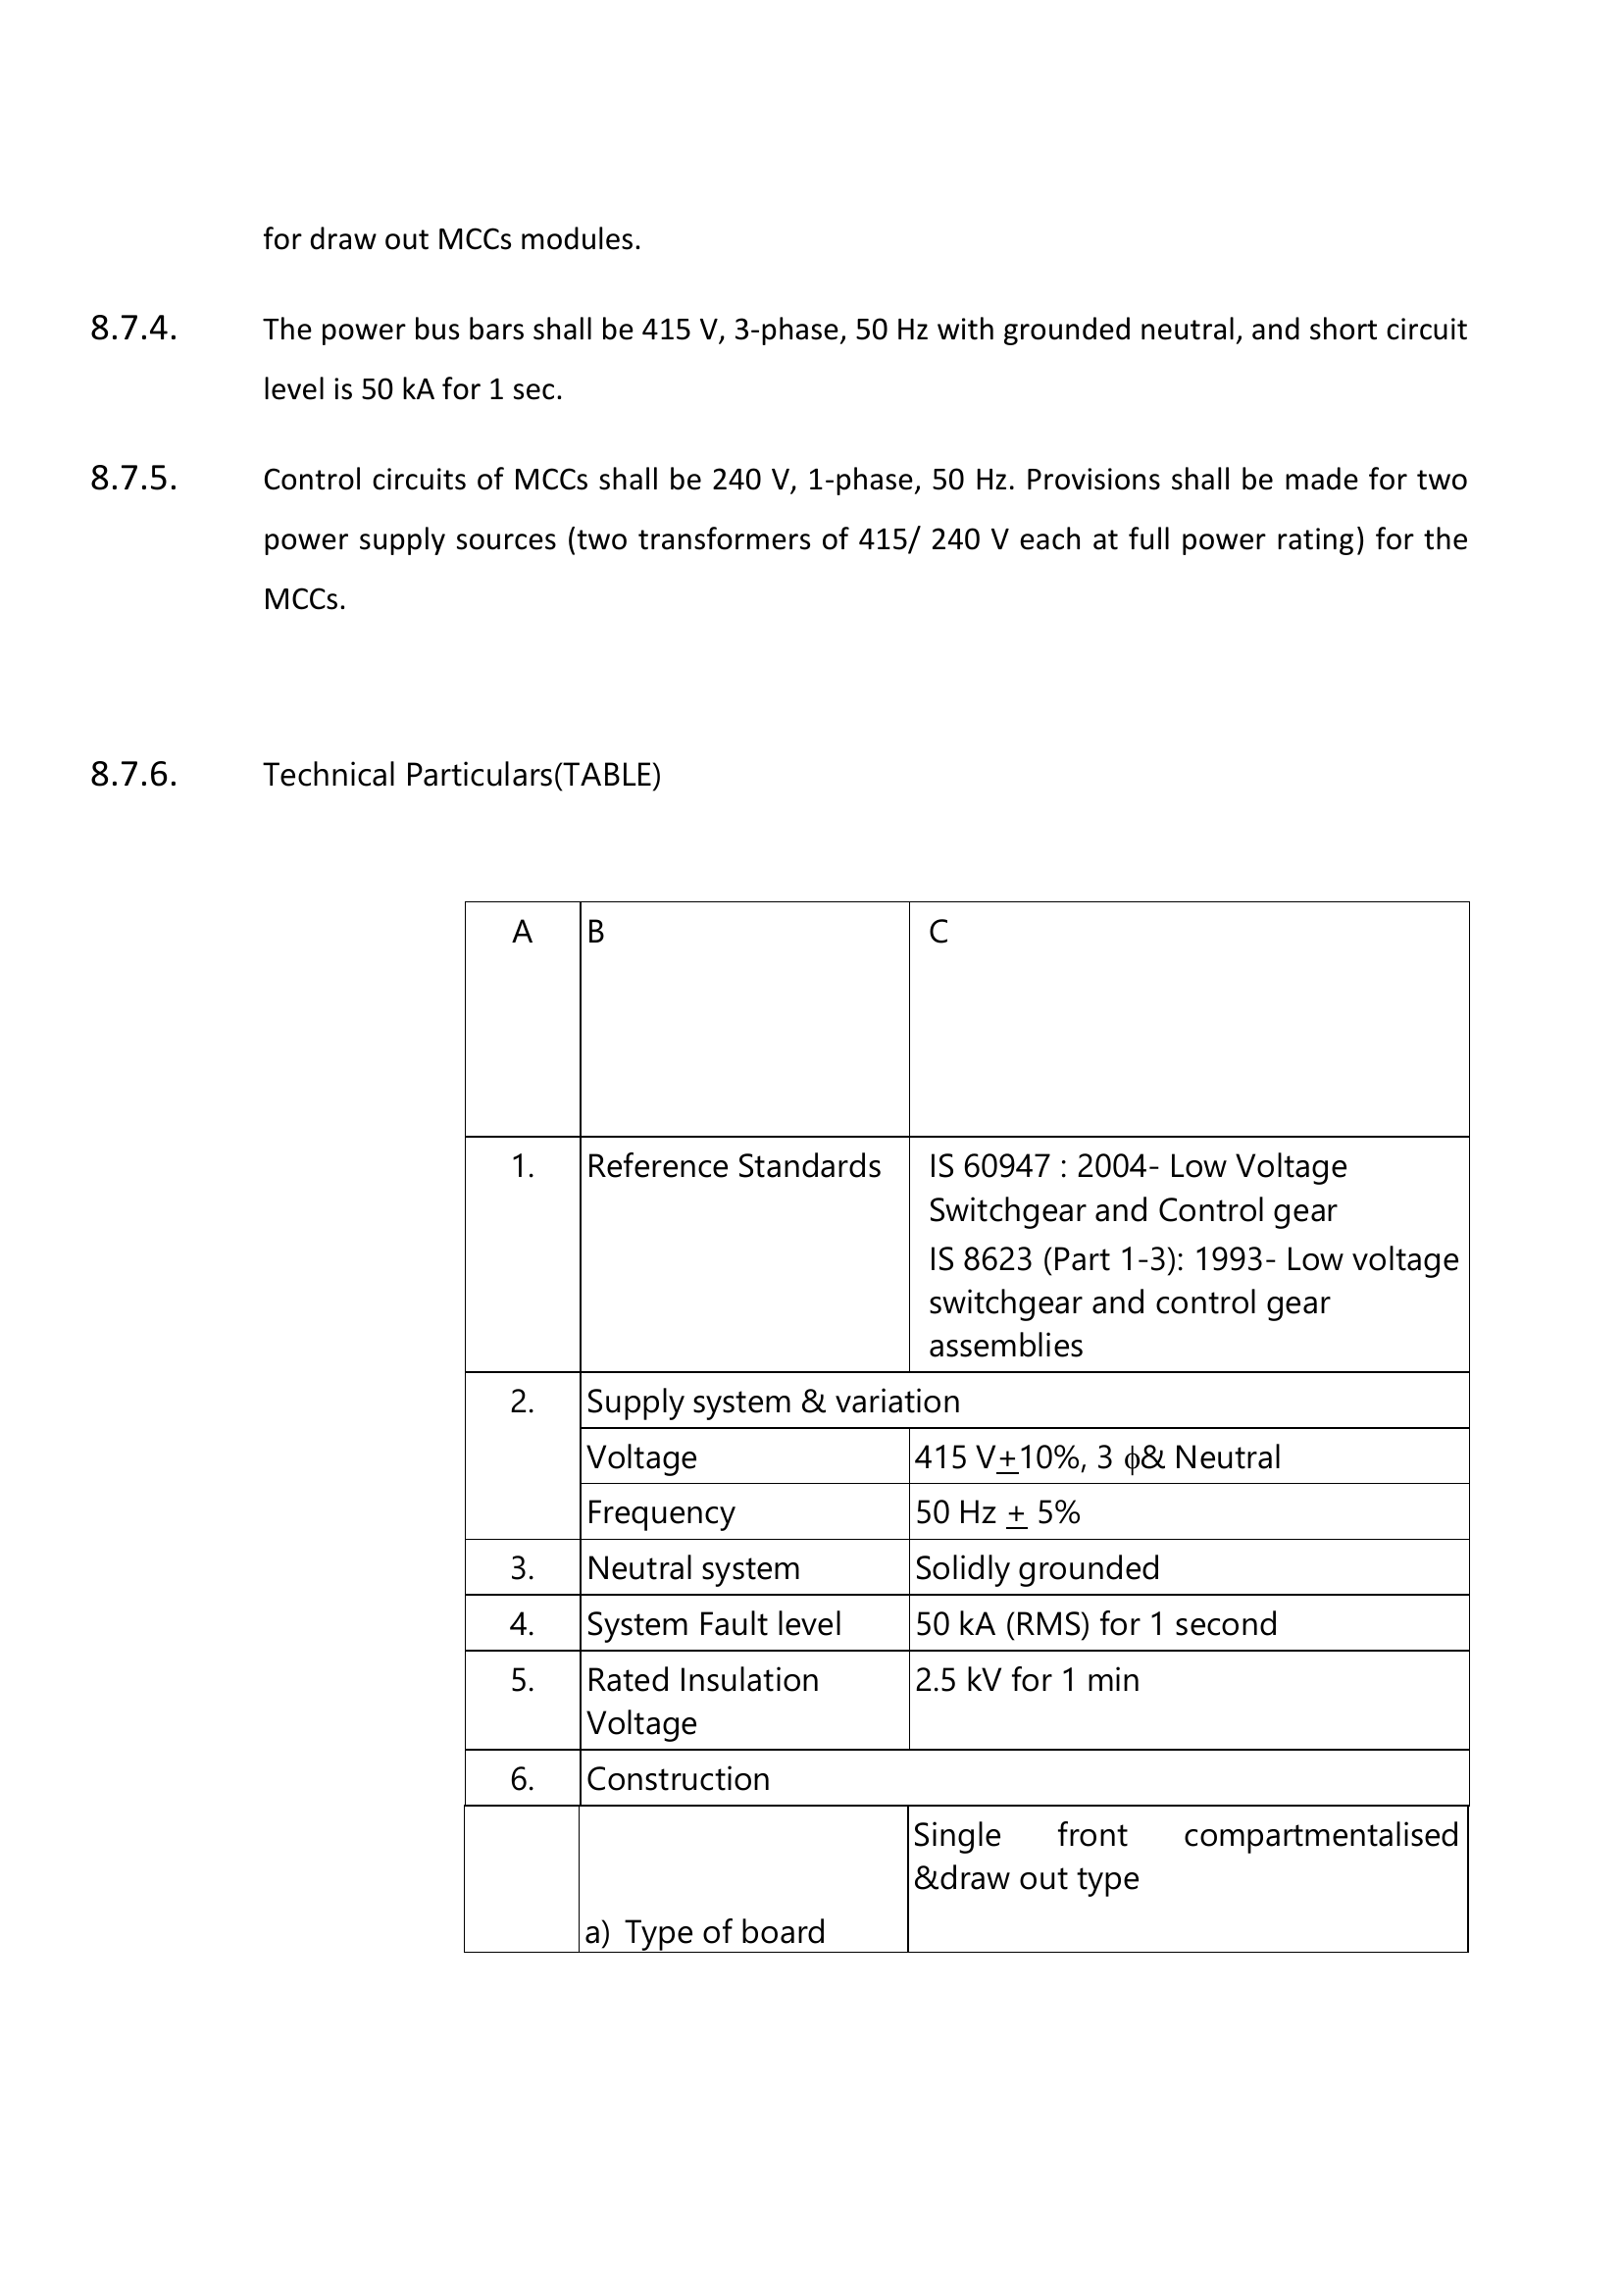 for draw out MCCs modules.
8.7.4. The power bus bars shall be 415 V, 3-phase, 50 Hz with grounded neutral, and short circuit
level is 50 kA for 1 sec.
8.7.5. Control circuits of MCCs shall be 240 V, 1-phase, 50 Hz. Provisions shall be made for two
power supply sources (two transformers of 415/ 240 V each at full power rating) for the
MCCs.
8.7.6. Technical Particulars(TABLE)
A B C
1. Reference Standards IS 60947 : 2004- Low Voltage
Switchgear and Control gear
IS 8623 (Part 1-3): 1993- Low voltage
switchgear and control gear
assemblies
2. Supply system & variation
Voltage 415 V±10%, 3 ϕ& Neutral
Frequency 50 Hz ± 5%
3. Neutral system Solidly grounded
4. System Fault level 50 kA (RMS) for 1 second
5. Rated Insulation 2.5 kV for 1 min
Voltage
6. Construction
Single front compartmentalised
&draw out type
a) Type of board